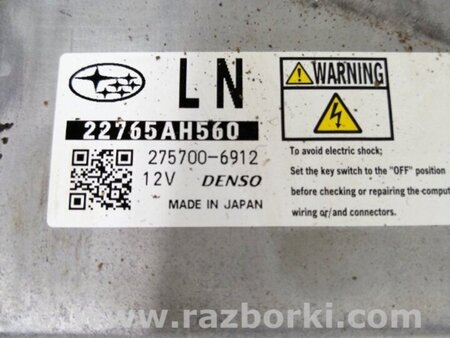 LN
22765AH560
275700-6912
12V DENSO
MADE IN JAPAN
WARNING
To avoid electric shock;
Set the key switch to the "OFF" position
before checking or repairing the comput
wiring or/and connectors.
www.razborki.com